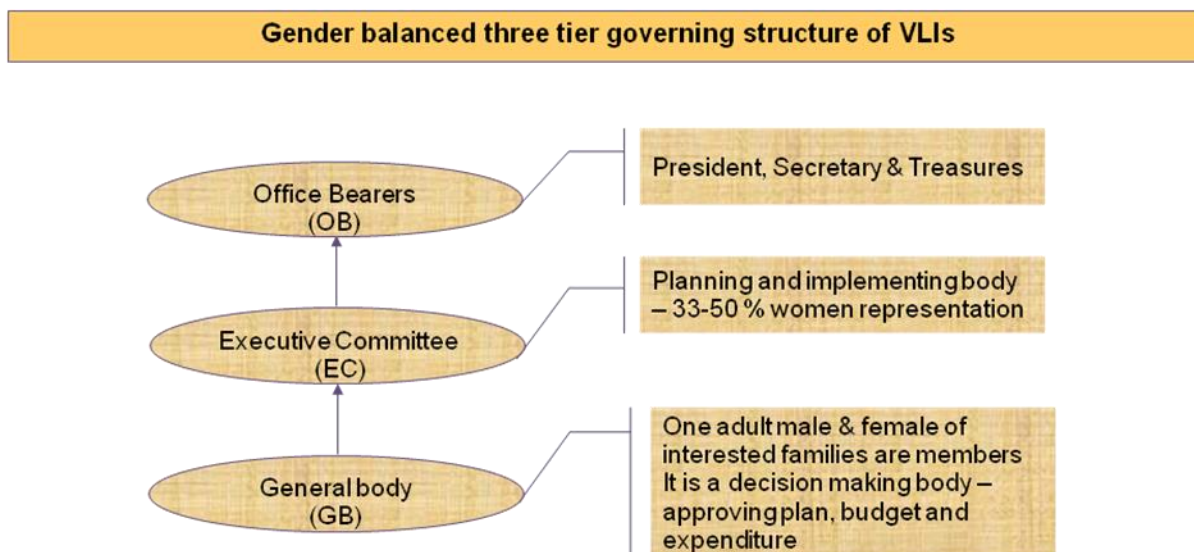 Gender balanced three tier governing structure of VLIs
Office Bearers
(OB)
President, Secretary & Treasures
Executive Committee
(EC)
Planning and implementing body
– 33-50 % women representation
General body
(GB)
One adult male & female of
interested families are members
It is a decision making body –
approving plan, budget and
expenditure